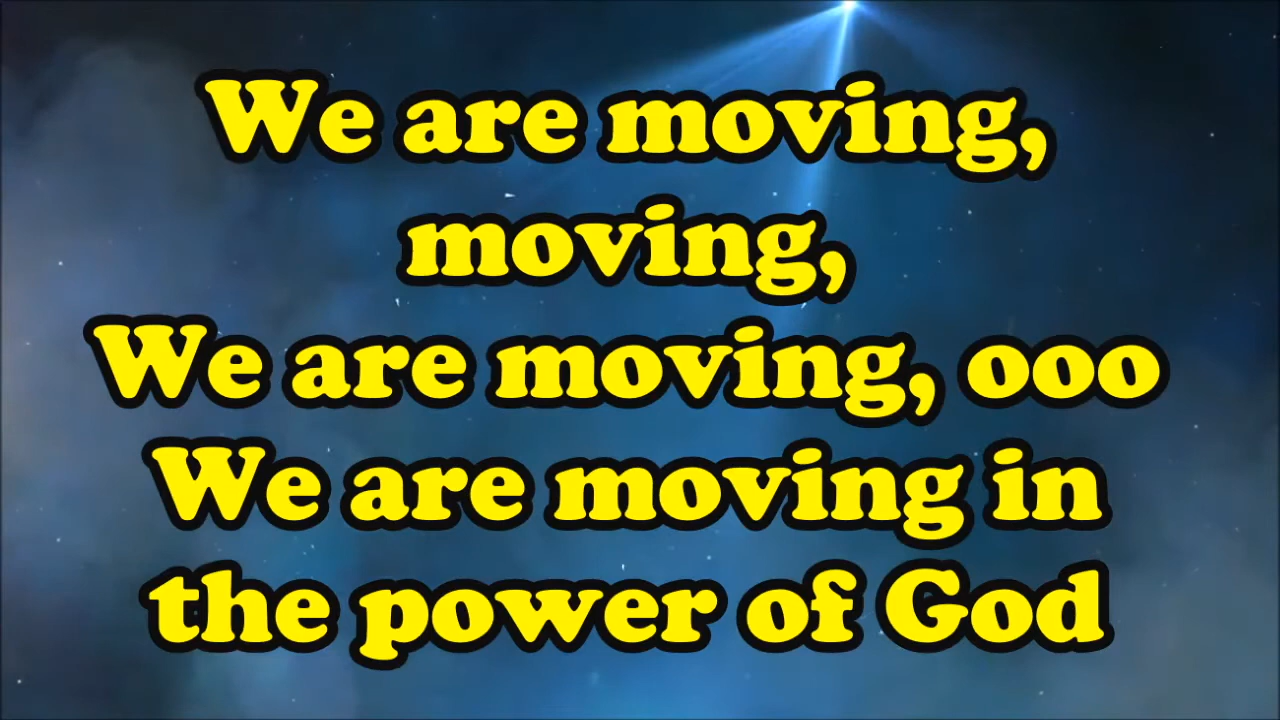 We are moving,
moving,
We are moving, ooo
We are moving in
the power of God